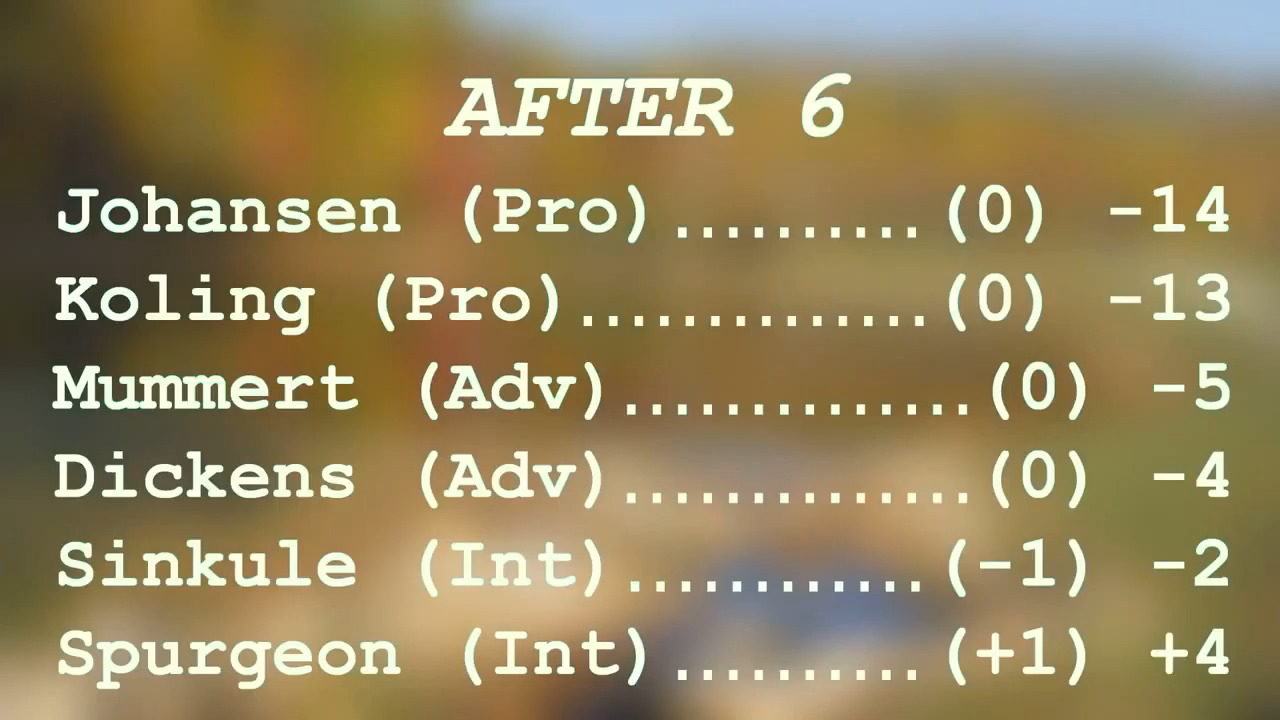 AFTER 6
Johansen (Pro)..........(0) -14
Koling (Pro)..............(0) -13
Mummert (Adv)..............(0) -5
Dickens (Adv)..............(0) -4
Sinkule (Int)............(-1) -2
Spurgeon (Int)..........(+1) +4